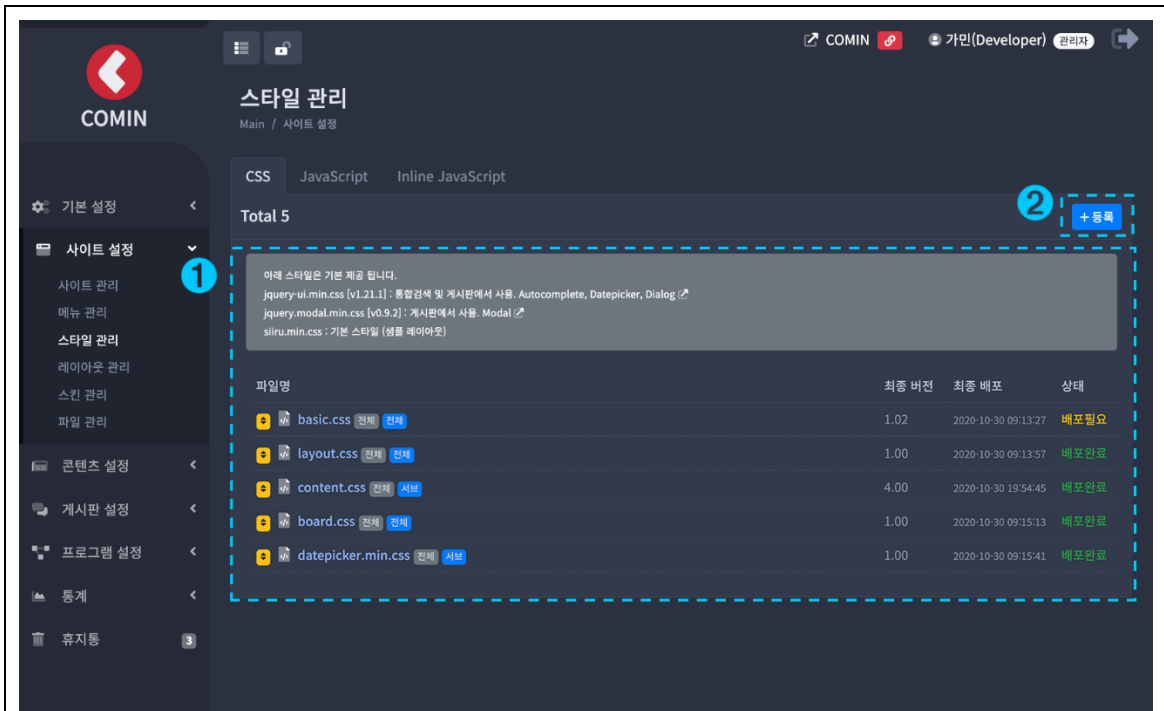 COMIN
가민(Developer) 관리자
COMIN
스타일 관리
Main / 사이트 설정
CSS JavaScript Inline JavaScript
Total 5
2
+ 등록
기본 설정
사이트 설정
사이트 관리
메뉴 관리
스타일 관리
레이아웃 관리
스킨 관리
파일 관리
콘텐츠 설정
게시판 설정
프로그램 설정
통계
휴지통 3
1
아래 스타일은 기본 제공 됩니다.
jquery-ui.min.css [v1.21.1] : 통합검색 및 게시판에서 사용. Autocomplete, Datepicker, Dialog
jquery.modal.min.css [v0.9.2] : 게시판에서 사용. Modal
siiru.min.css : 기본 스타일 (샘플 레이아웃)
파일명 최종 버전 최종 배포 상태
basic.css 전체 전체 1.02 2020-10-30 09:13:27 배포필요
layout.css 전체 전체 1.00 2020-10-30 09:13:57 배포완료
content.css 전체 서브 4.00 2020-10-30 19:54:45 배포완료
board.css 전체 전체 1.00 2020-10-30 09:15:13 배포완료
datepicker.min.css 전체 서브 1.00 2020-10-30 09:15:41 배포완료